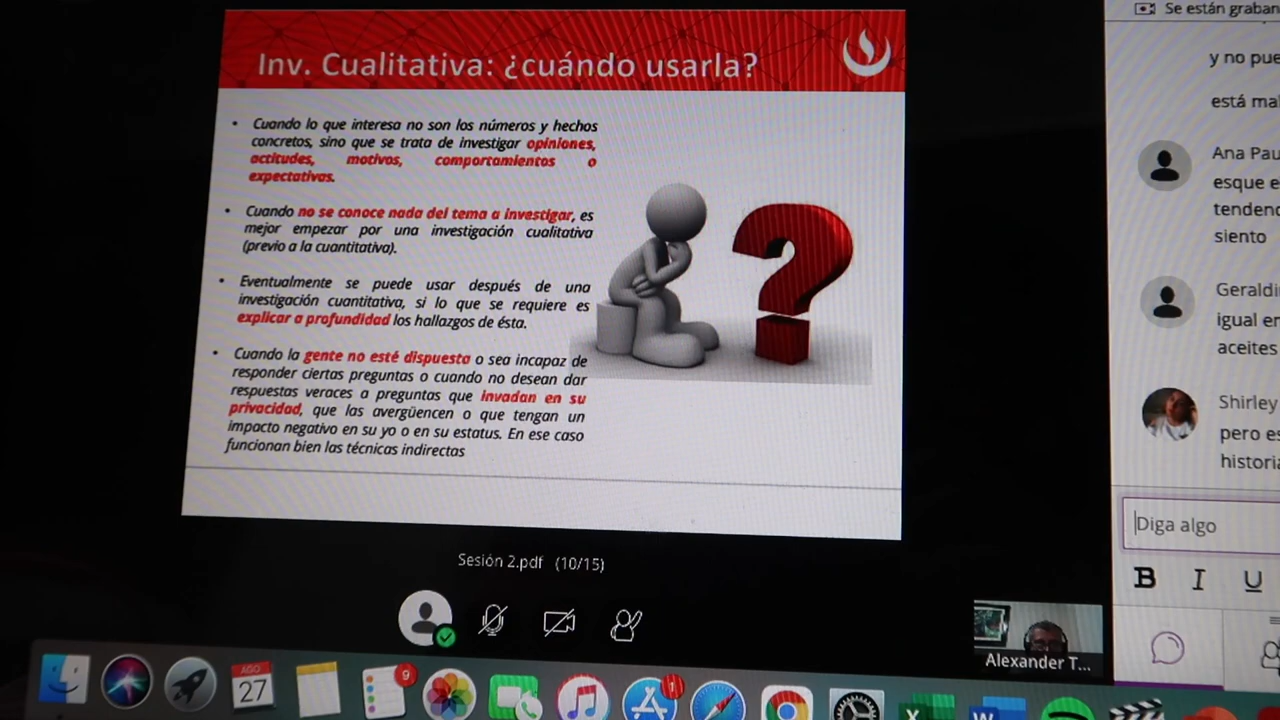 Inv. Cualitativa: ¿cuándo usarla?
• Cuando lo que interesa no son los números y hechos
concretos, sino que se trata de investigar opiniones,
actitudes, motivos, comportamientos o
expectativas.
• Cuando no se conoce nada del tema a investigar, es
mejor empezar por una investigación cualitativa
(previo a la cuantitativa).
• Eventualmente se puede usar después de una
investigación cuantitativa, si lo que se requiere es
explicar a profundidad los hallazgos de ésta.
• Cuando la gente no esté dispuesta o sea incapaz de
responder ciertas preguntas o cuando no desean dar
respuestas veraces a preguntas que invadan en su
privacidad, que las avergüencen o que tengan un
impacto negativo en su yo o en su estatus. En ese caso
funcionan bien las técnicas indirectas
Sesión 2.pdf (10/15)
Alexander T...
Se están graban
y no pue
está mal
Ana Pau
esque e
tendenc
siento
Geraldi
igual en
aceites
Shirley
pero es
historia
Diga algo
B I U
AGO
27
9
1
X
W